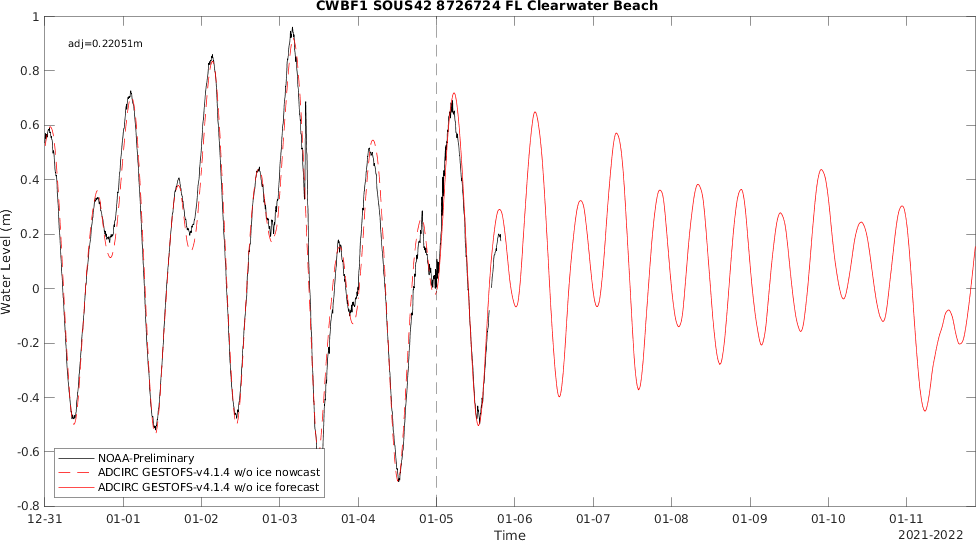 CWBF1 SOUS42 8726724 FL Clearwater Beach
adj=0.22051m
Water Level (m)
1
0.8
0.6
0.4
0.2
0
-0.2
-0.4
-0.6
-0.8
NOAA-Preliminary
ADCIRC GESTOFS-v4.1.4 w/o ice nowcast
ADCIRC GESTOFS-v4.1.4 w/o ice forecast
12-31 01-01 01-02 01-03 01-04 01-05 01-06 01-07 01-08 01-09 01-10 01-11
Time
2021-2022